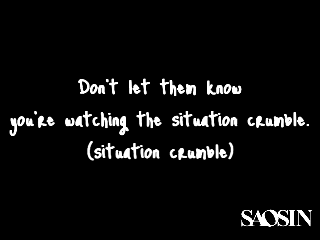 Don't let them know
you're watching the situation crumble.
(situation crumble)
SAOSIN